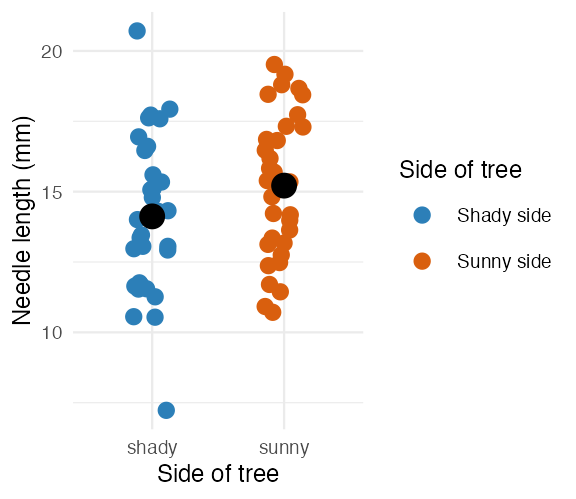 20
15
10
Needle length (mm)
shady
sunny
Side of tree
Side of tree
Shady side
Sunny side